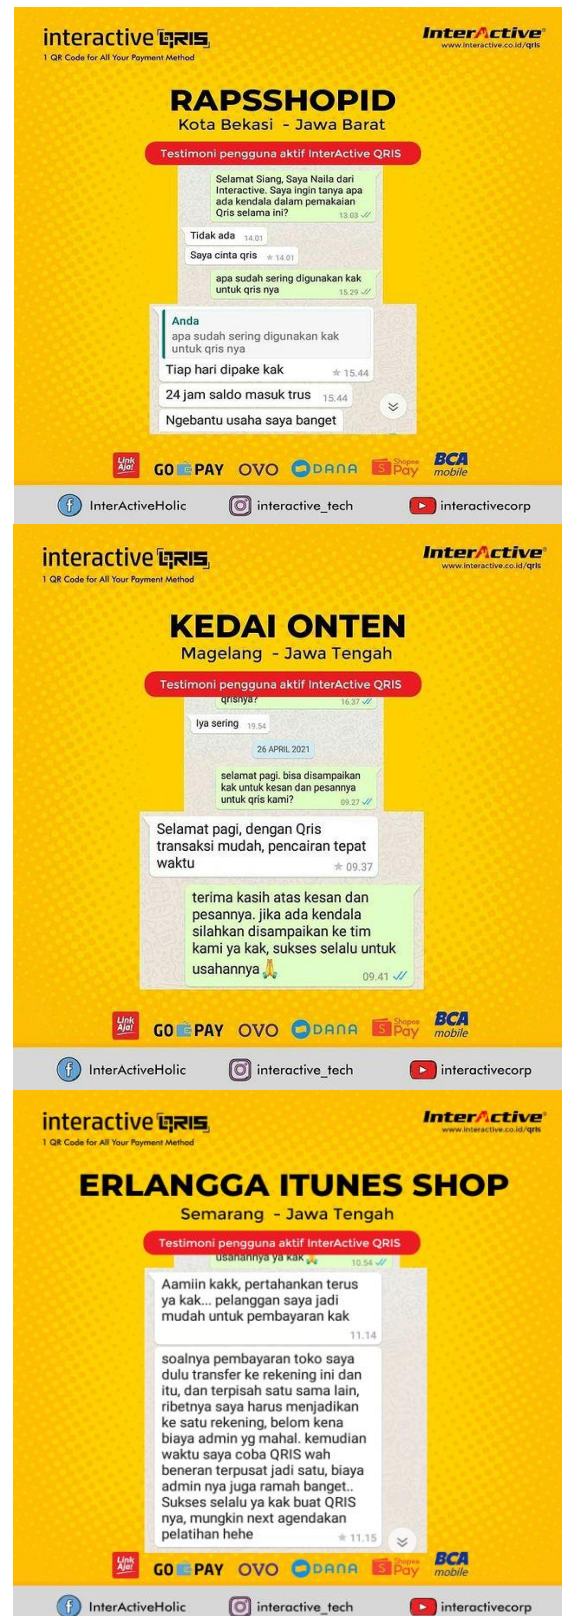 interactive QRIS
1 QR Code for All Your Payment Method
InterActive
www.interactive.co.id/qris
RAPSSHOPID
Kota Bekasi - Jawa Barat
Testimoni pengguna aktif InterActive QRIS
Selamat Siang, Saya Naila dari
Interactive. Saya ingin tanya apa
ada kendala dalam pemakaian
Qris selama ini?
13.03
Tidak ada 14.01
Saya cinta qris ★ 14.01
apa sudah sering digunakan kak
untuk qris nya
15.29
Anda
apa sudah sering digunakan kak
untuk qris nya
Tiap hari dipake kak ★ 15.44
24 jam saldo masuk trus 15.44
Ngebantu usaha saya banget
Link Aja! GO PAY OVO DANA Shopee Pay BCA mobile
InterActiveHolic interactive_tech interactivecorp
interactive QRIS
1 QR Code for All Your Payment Method
InterActive
www.interactive.co.id/qris
KEDAI ONTEN
Magelang - Jawa Tengah
Testimoni pengguna aktif InterActive QRIS
qrisnya? 16.37
Iya sering 19.54
26 APRIL 2021
selamat pagi. bisa disampaikan
kak untuk kesan dan pesannya
untuk qris kami?
09.27
Selamat pagi, dengan Qris
transaksi mudah, pencairan tepat
waktu
★ 09.37
terima kasih atas kesan dan
pesannya. jika ada kendala
silahkan disampaikan ke tim
kami ya kak, sukses selalu untuk
usahannya 🙏
09.41
Link Aja! GO PAY OVO DANA Shopee Pay BCA mobile
InterActiveHolic interactive_tech interactivecorp
interactive QRIS
1 QR Code for All Your Payment Method
InterActive
www.interactive.co.id/qris
ERLANGGA ITUNES SHOP
Semarang - Jawa Tengah
Testimoni pengguna aktif InterActive QRIS
usahannya ya kak 🙏 10.54
Aamiin kakk, pertahankan terus
ya kak... pelanggan saya jadi
mudah untuk pembayaran kak
11.14
soalnya pembayaran toko saya
dulu transfer ke rekening ini dan
itu, dan terpisah satu sama lain,
ribetnya saya harus menjadikan
ke satu rekening, belom kena
biaya admin yg mahal. kemudian
waktu saya coba QRIS wah
beneran terpusat jadi satu, biaya
admin nya juga ramah banget..
Sukses selalu ya kak buat QRIS
nya, mungkin next agendakan
pelatihan hehe
★ 11.15
Link Aja! GO PAY OVO DANA Shopee Pay BCA mobile
InterActiveHolic interactive_tech interactivecorp